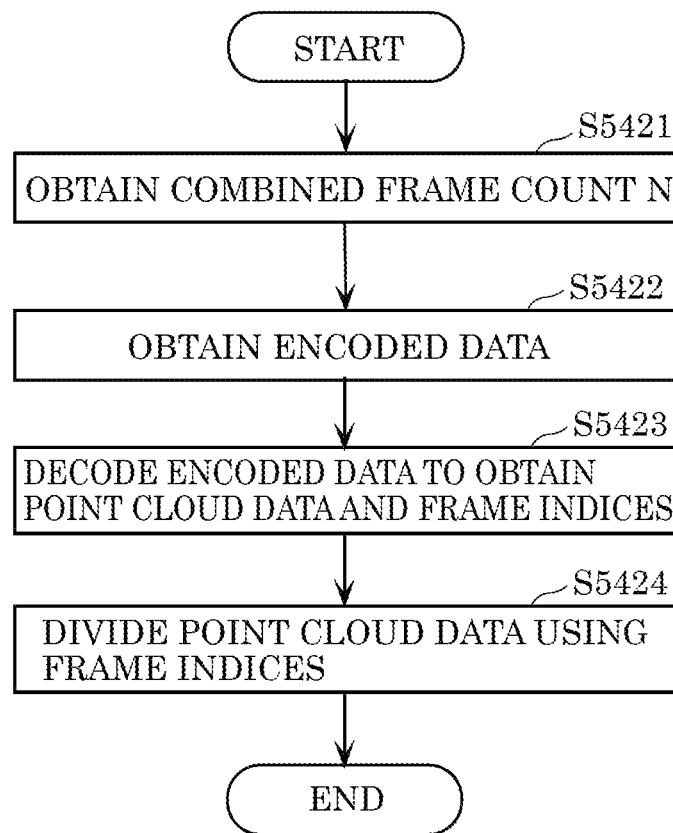 START
S5421
OBTAIN COMBINED FRAME COUNT N
S5422
OBTAIN ENCODED DATA
S5423
DECODE ENCODED DATA TO OBTAIN
POINT CLOUD DATA AND FRAME INDICES
S5424
DIVIDE POINT CLOUD DATA USING
FRAME INDICES
END